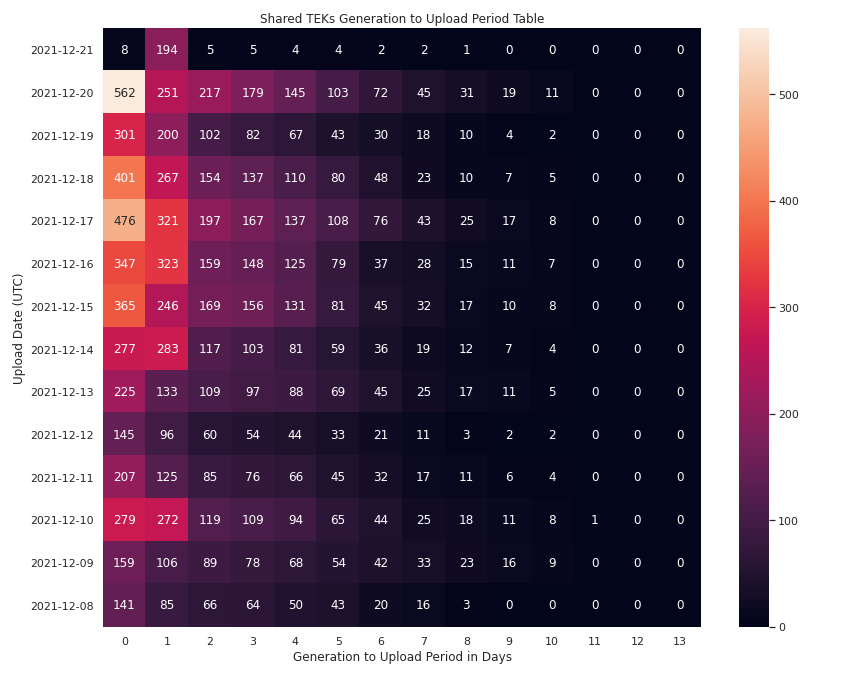 Shared TEKs Generation to Upload Period Table
Upload Date (UTC)
2021-12-21 8 194 5 5 4 4 2 2 1 0 0 0 0 0
2021-12-20 562 251 217 179 145 103 72 45 31 19 11 0 0 0
2021-12-19 301 200 102 82 67 43 30 18 10 4 2 0 0 0
2021-12-18 401 267 154 137 110 80 48 23 10 7 5 0 0 0
2021-12-17 476 321 197 167 137 108 76 43 25 17 8 0 0 0
2021-12-16 347 323 159 148 125 79 37 28 15 11 7 0 0 0
2021-12-15 365 246 169 156 131 81 45 32 17 10 8 0 0 0
2021-12-14 277 283 117 103 81 59 36 19 12 7 4 0 0 0
2021-12-13 225 133 109 97 88 69 45 25 17 11 5 0 0 0
2021-12-12 145 96 60 54 44 33 21 11 3 2 2 0 0 0
2021-12-11 207 125 85 76 66 45 32 17 11 6 4 0 0 0
2021-12-10 279 272 119 109 94 65 44 25 18 11 8 1 0 0
2021-12-09 159 106 89 78 68 54 42 33 23 16 9 0 0 0
2021-12-08 141 85 66 64 50 43 20 16 3 0 0 0 0 0
0 1 2 3 4 5 6 7 8 9 10 11 12 13
Generation to Upload Period in Days
500
400
300
200
100
0